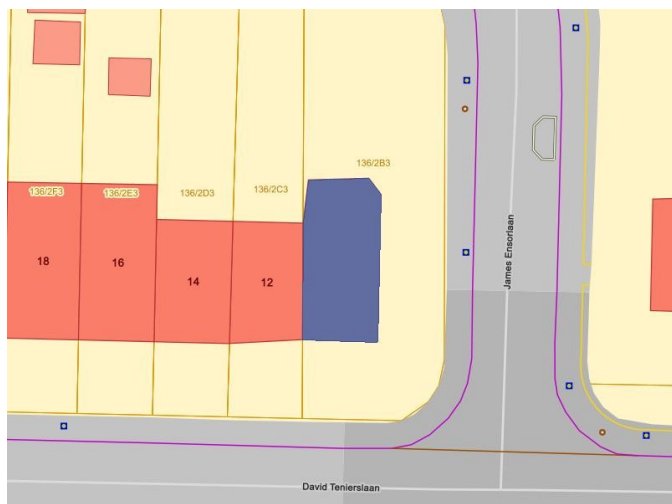 136/2B3
136/2F3
136/2E3
136/2D3
136/2C3
18
16
14
12
James Ensorlaan
David Tenierslaan